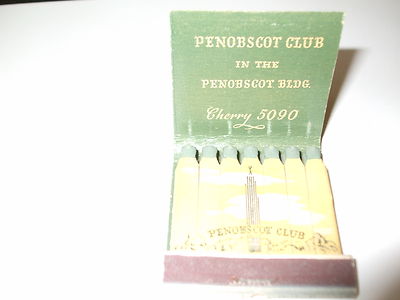 PENOBSCOT CLUB
IN THE
PENOBSCOT BLDG.
Cherry 5090
PENOBSCOT CLUB